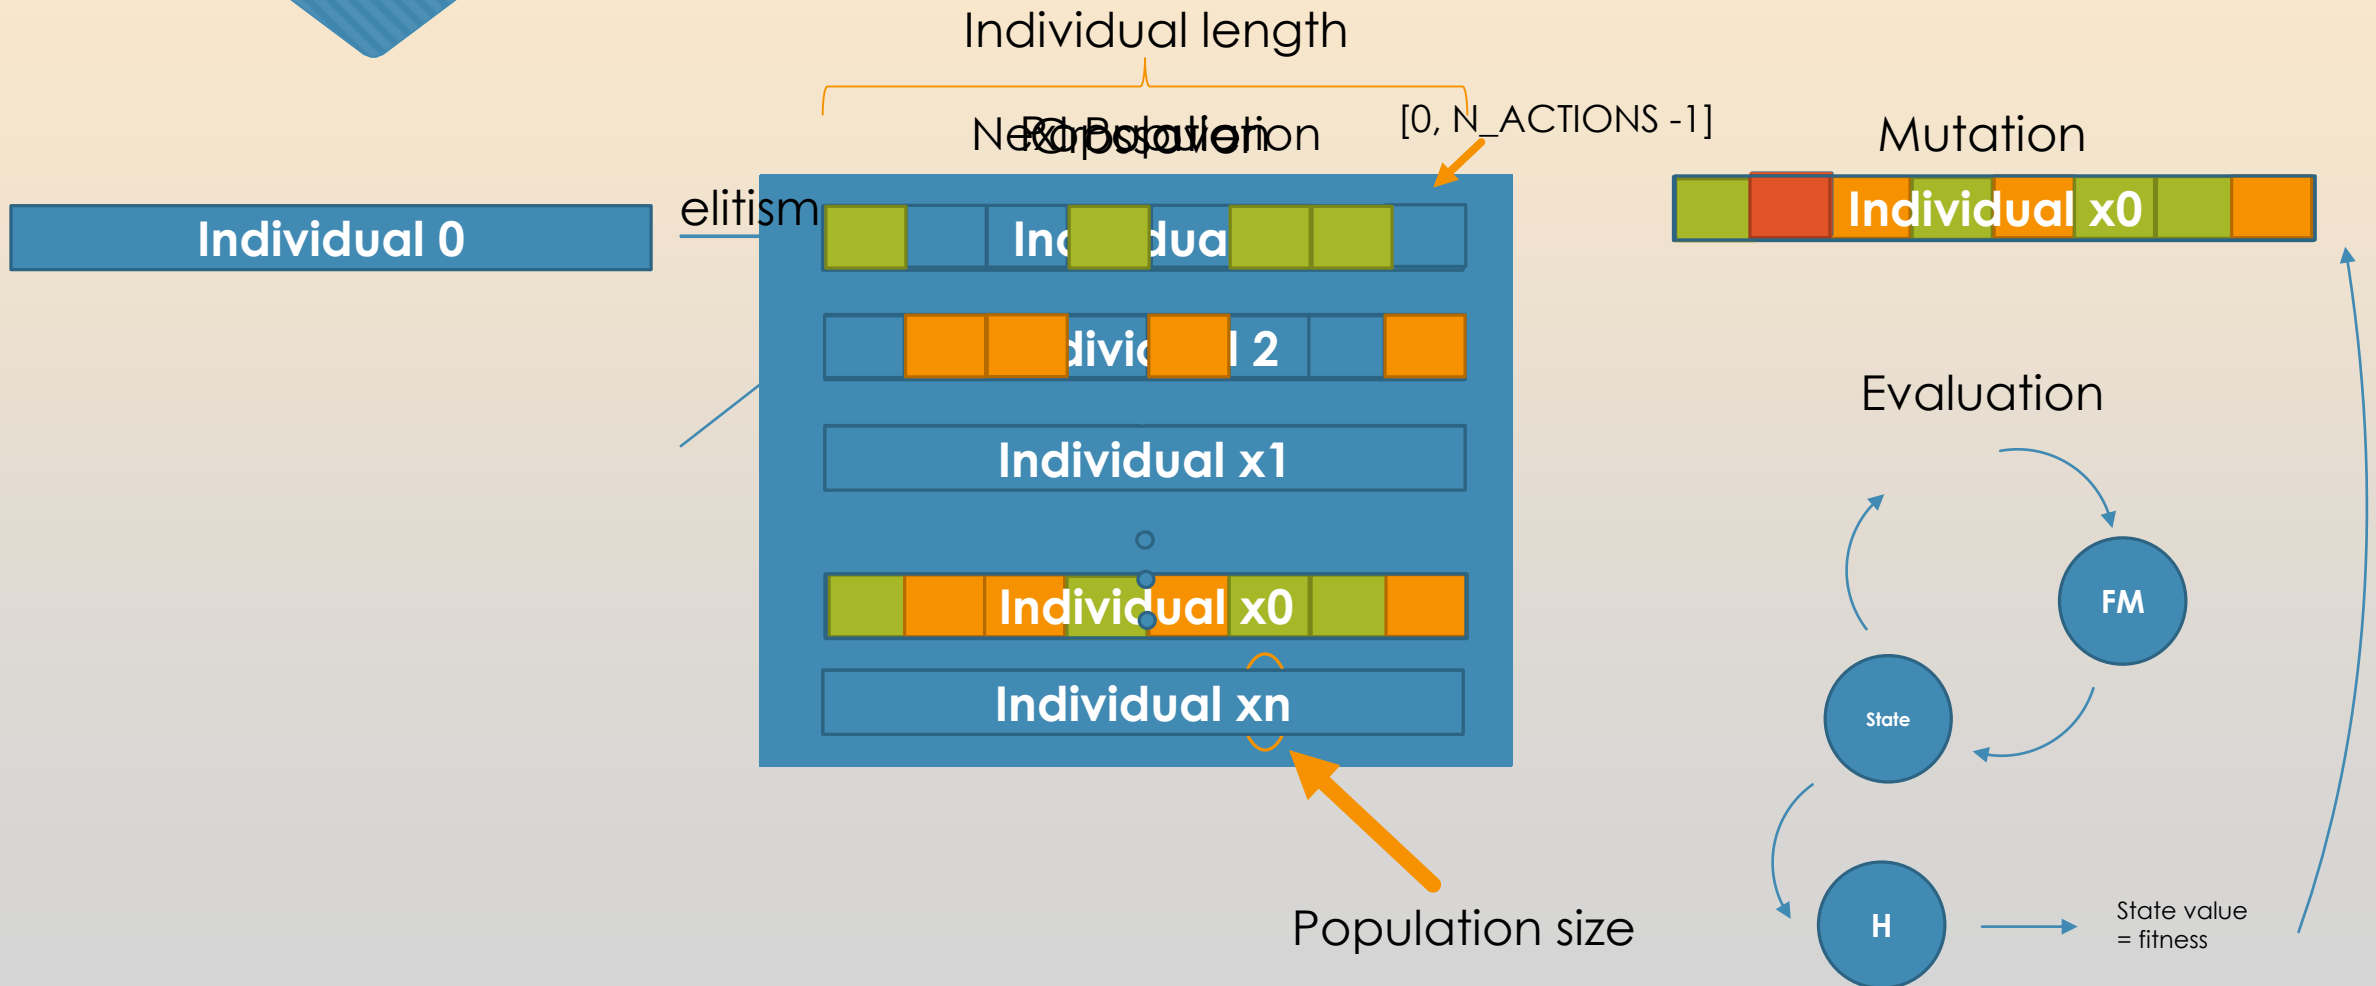 Individual length
[0, N_ACTIONS -1]
Mutation
elitism
Individual 0
Individual x0
2
Individual x1
Individual x0
Individual xn
Population size
Evaluation
FM
State
H
State value
= fitness